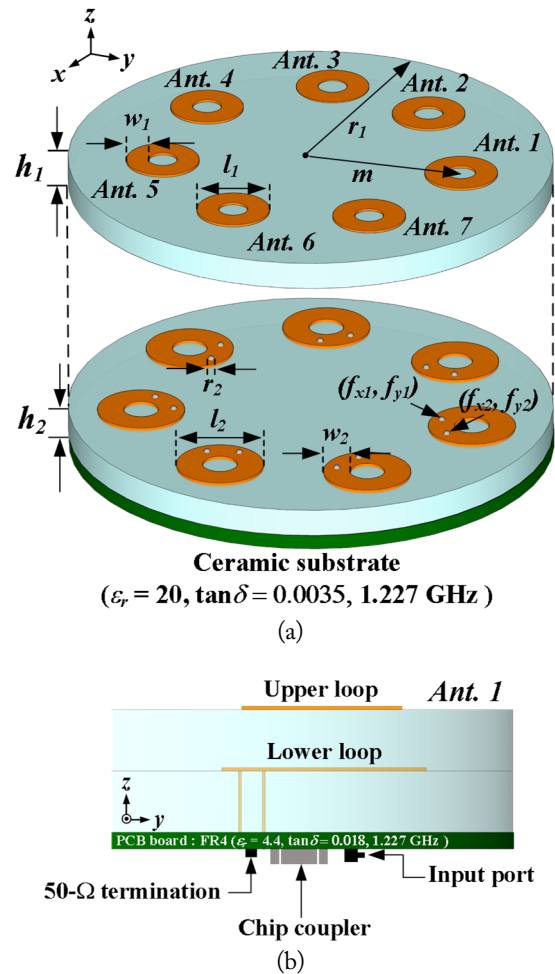 z
x
y
Ant. 3
Ant. 4
Ant. 2
w1
r1
Ant. 1
h1
l1
m
Ant. 5
Ant. 6
Ant. 7
r2
(fx1, fy1)
(fx2, fy2)
h2
l2
w2
Ceramic substrate
(εr = 20, tanδ = 0.0035, 1.227 GHz )
(a)
Upper loop
Ant. 1
Lower loop
z
y
PCB board : FR4 (εr = 4.4, tanδ = 0.018, 1.227 GHz )
50-Ω termination
Input port
Chip coupler
(b)